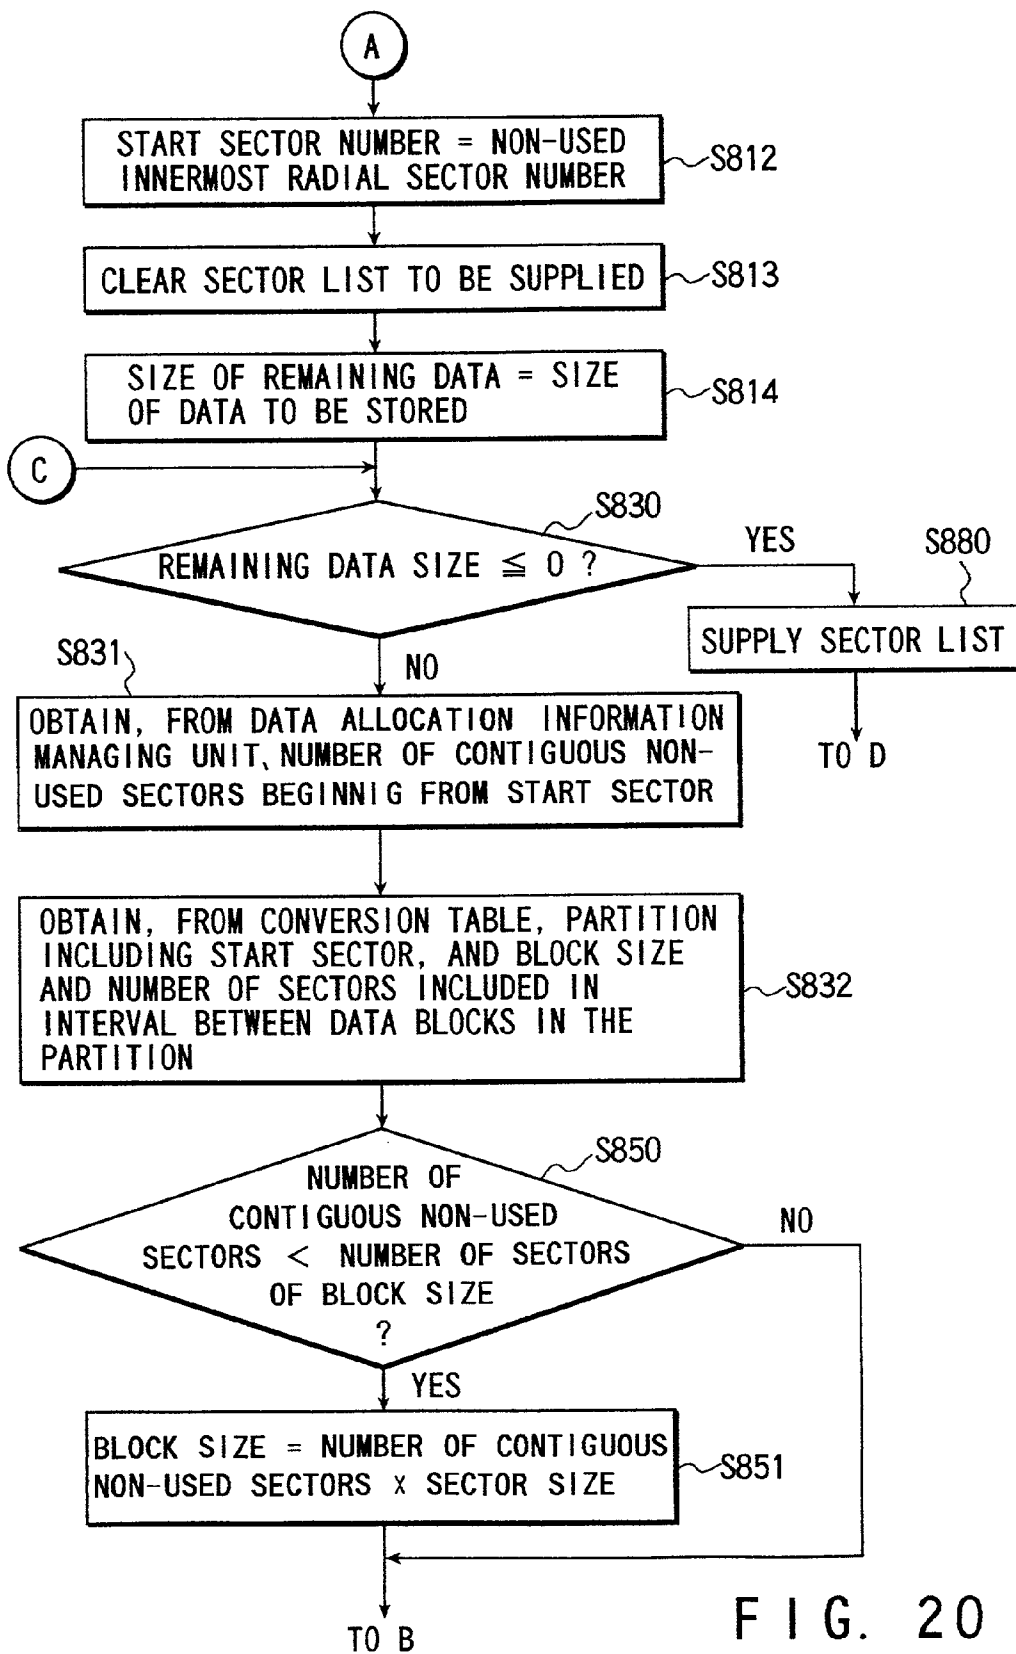 A
START SECTOR NUMBER = NON-USED
INNERMOST RADIAL SECTOR NUMBER
S812
CLEAR SECTOR LIST TO BE SUPPLIED
S813
SIZE OF REMAINING DATA = SIZE
OF DATA TO BE STORED
S814
C
S830
REMAINING DATA SIZE ≦ 0 ?
YES
S880
SUPPLY SECTOR LIST
TO D
NO
S831
OBTAIN, FROM DATA ALLOCATION INFORMATION
MANAGING UNIT, NUMBER OF CONTIGUOUS NON-
USED SECTORS BEGINNIG FROM START SECTOR
OBTAIN, FROM CONVERSION TABLE, PARTITION
INCLUDING START SECTOR, AND BLOCK SIZE
AND NUMBER OF SECTORS INCLUDED IN
INTERVAL BETWEEN DATA BLOCKS IN THE
PARTITION
S832
S850
NUMBER OF
CONTIGUOUS NON-USED
SECTORS < NUMBER OF SECTORS
OF BLOCK SIZE
?
NO
YES
BLOCK SIZE = NUMBER OF CONTIGUOUS
NON-USED SECTORS X SECTOR SIZE
S851
TO B
FIG. 20